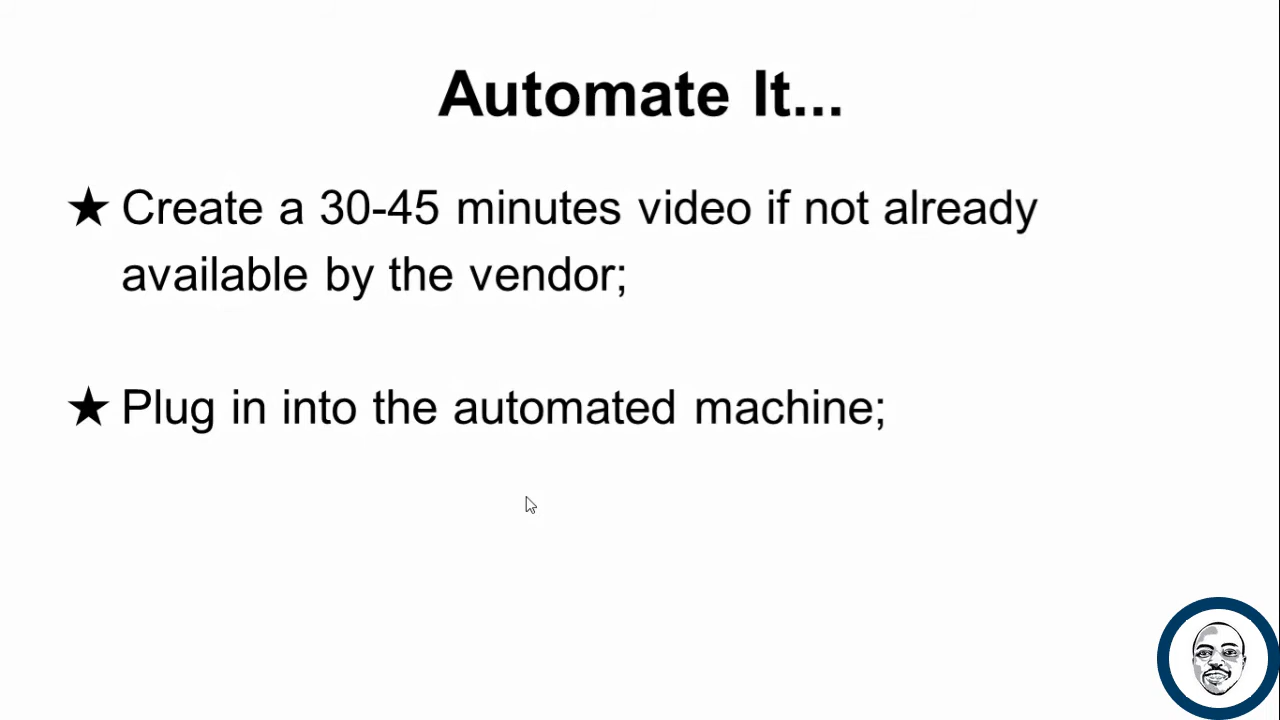 Automate It...
★ Create a 30-45 minutes video if not already
available by the vendor;
★ Plug in into the automated machine;